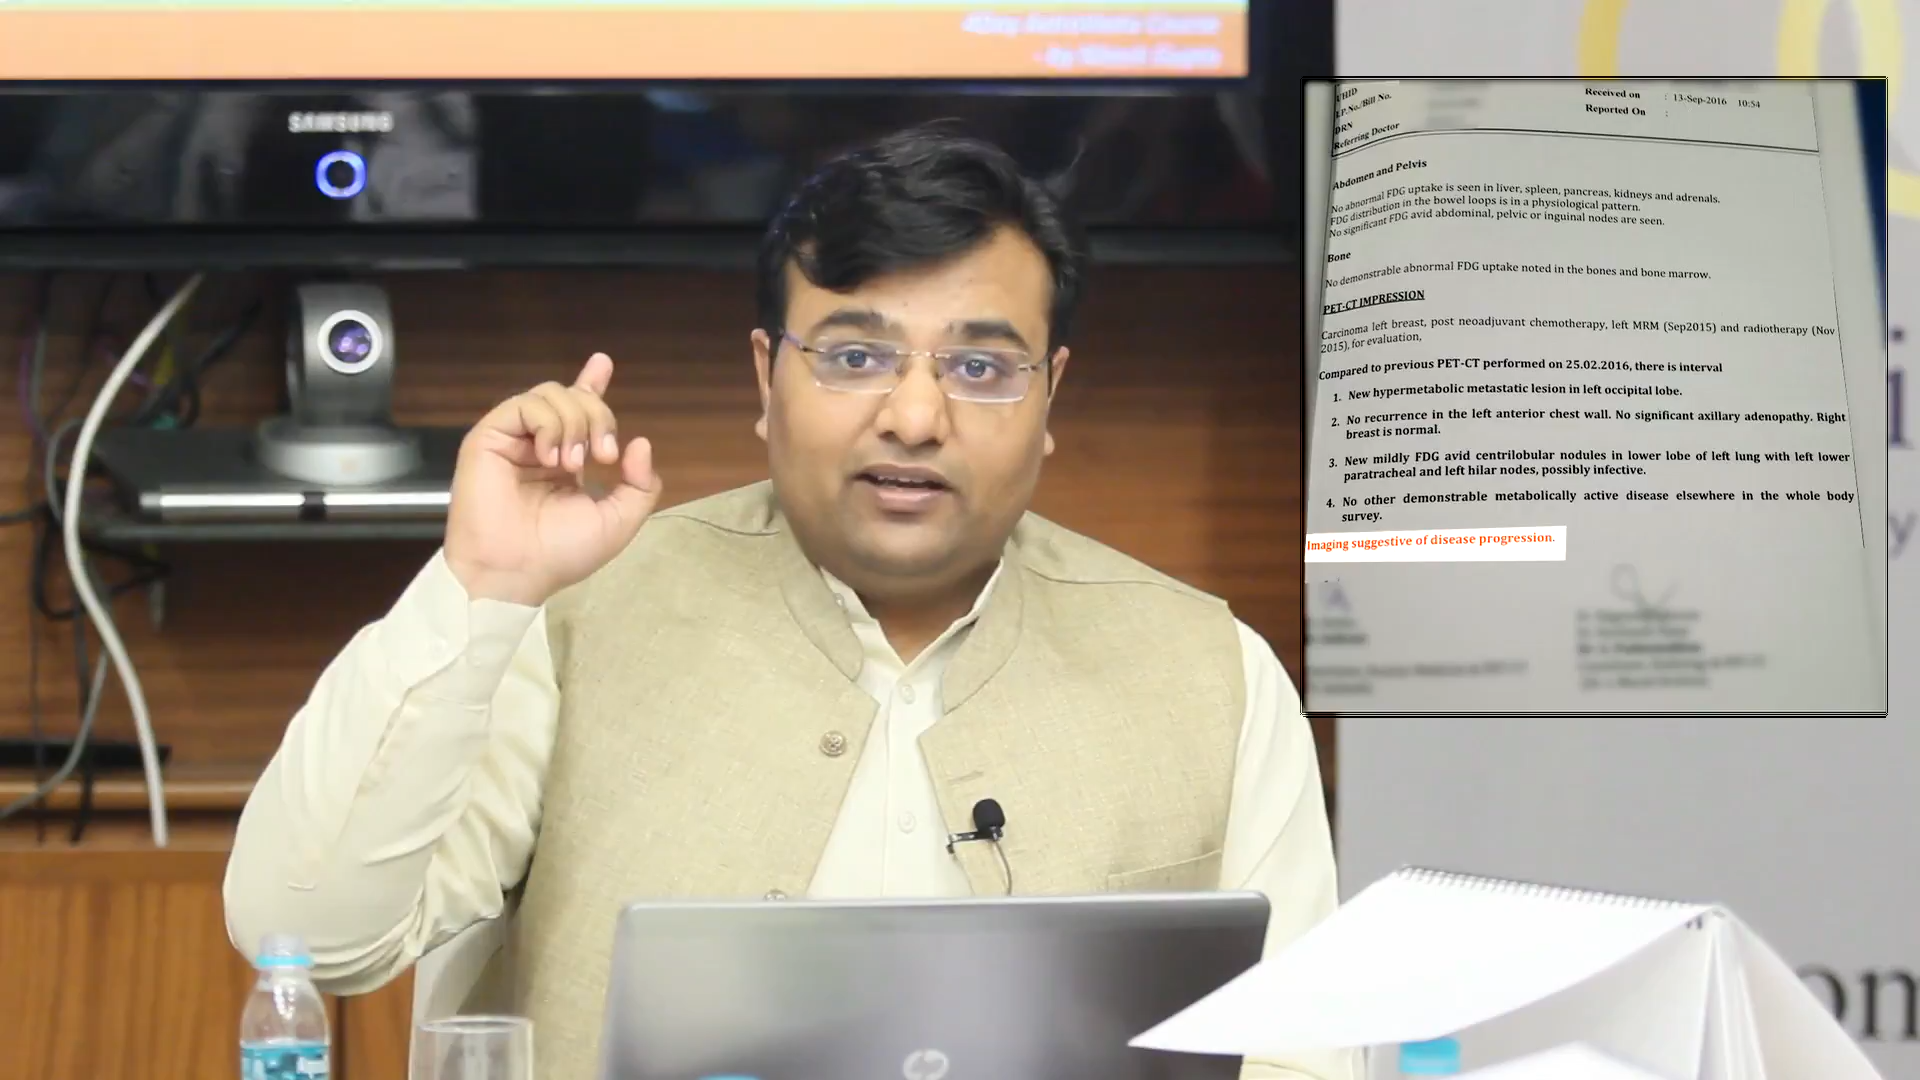 SAMSUNG
UHID
I.P.No./Bill No.
DRN
Referring Doctor
Received on : 13-Sep-2016 10:54
Reported On :
Abdomen and Pelvis
No abnormal FDG uptake is seen in liver, spleen, pancreas, kidneys and adrenals.
FDG distribution in the bowel loops is in a physiological pattern.
No significant FDG avid abdominal, pelvic or inguinal nodes are seen.
Bone
No demonstrable abnormal FDG uptake noted in the bones and bone marrow.
PET-CT IMPRESSION
Carcinoma left breast, post neoadjuvant chemotherapy, left MRM (Sep2015) and radiotherapy (Nov
2015), for evaluation,
Compared to previous PET-CT performed on 25.02.2016, there is interval
1. New hypermetabolic metastatic lesion in left occipital lobe.
2. No recurrence in the left anterior chest wall. No significant axillary adenopathy. Right
breast is normal.
3. New mildly FDG avid centrilobular nodules in lower lobe of left lung with left lower
paratracheal and left hilar nodes, possibly infective.
4. No other demonstrable metabolically active disease elsewhere in the whole body
survey.
Imaging suggestive of disease progression.
hp